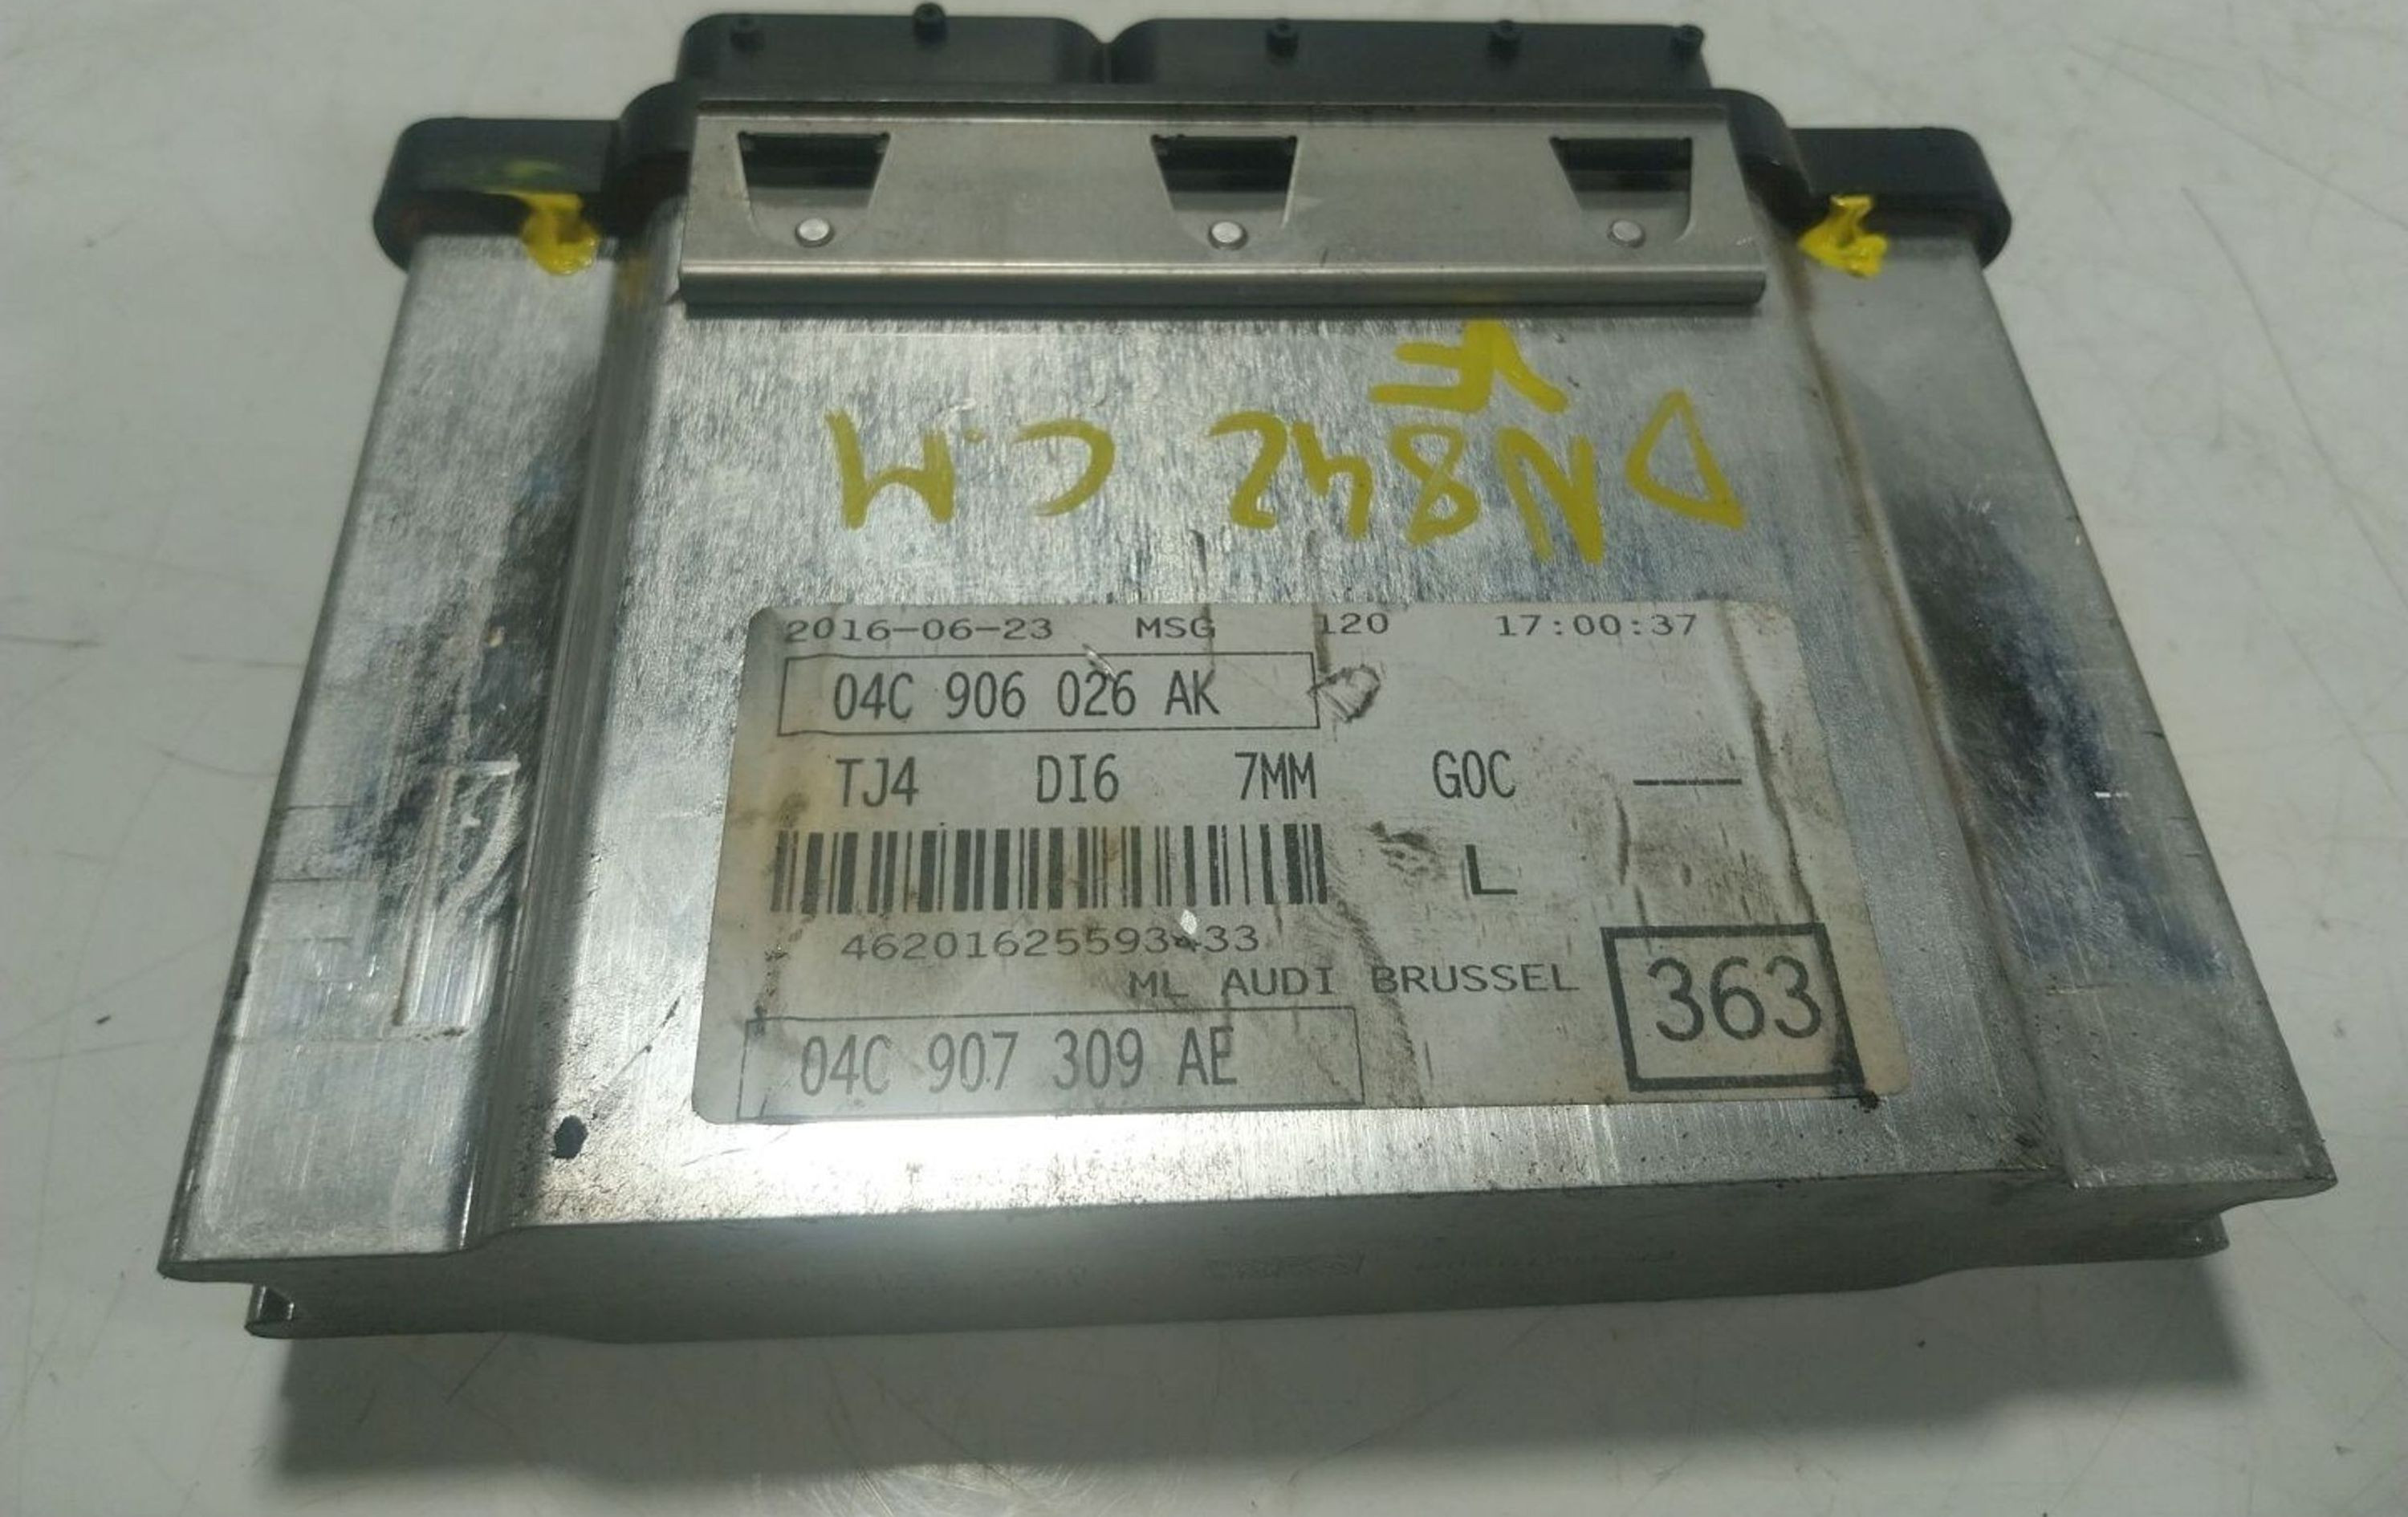 DN842 C.M
F
2016-06-23 MSG 120 17:00:37
04C 906 026 AK
TJ4 DI6 7MM G0C ----
L
ML AUDI BRUSSEL
363
04C 907 309 AE